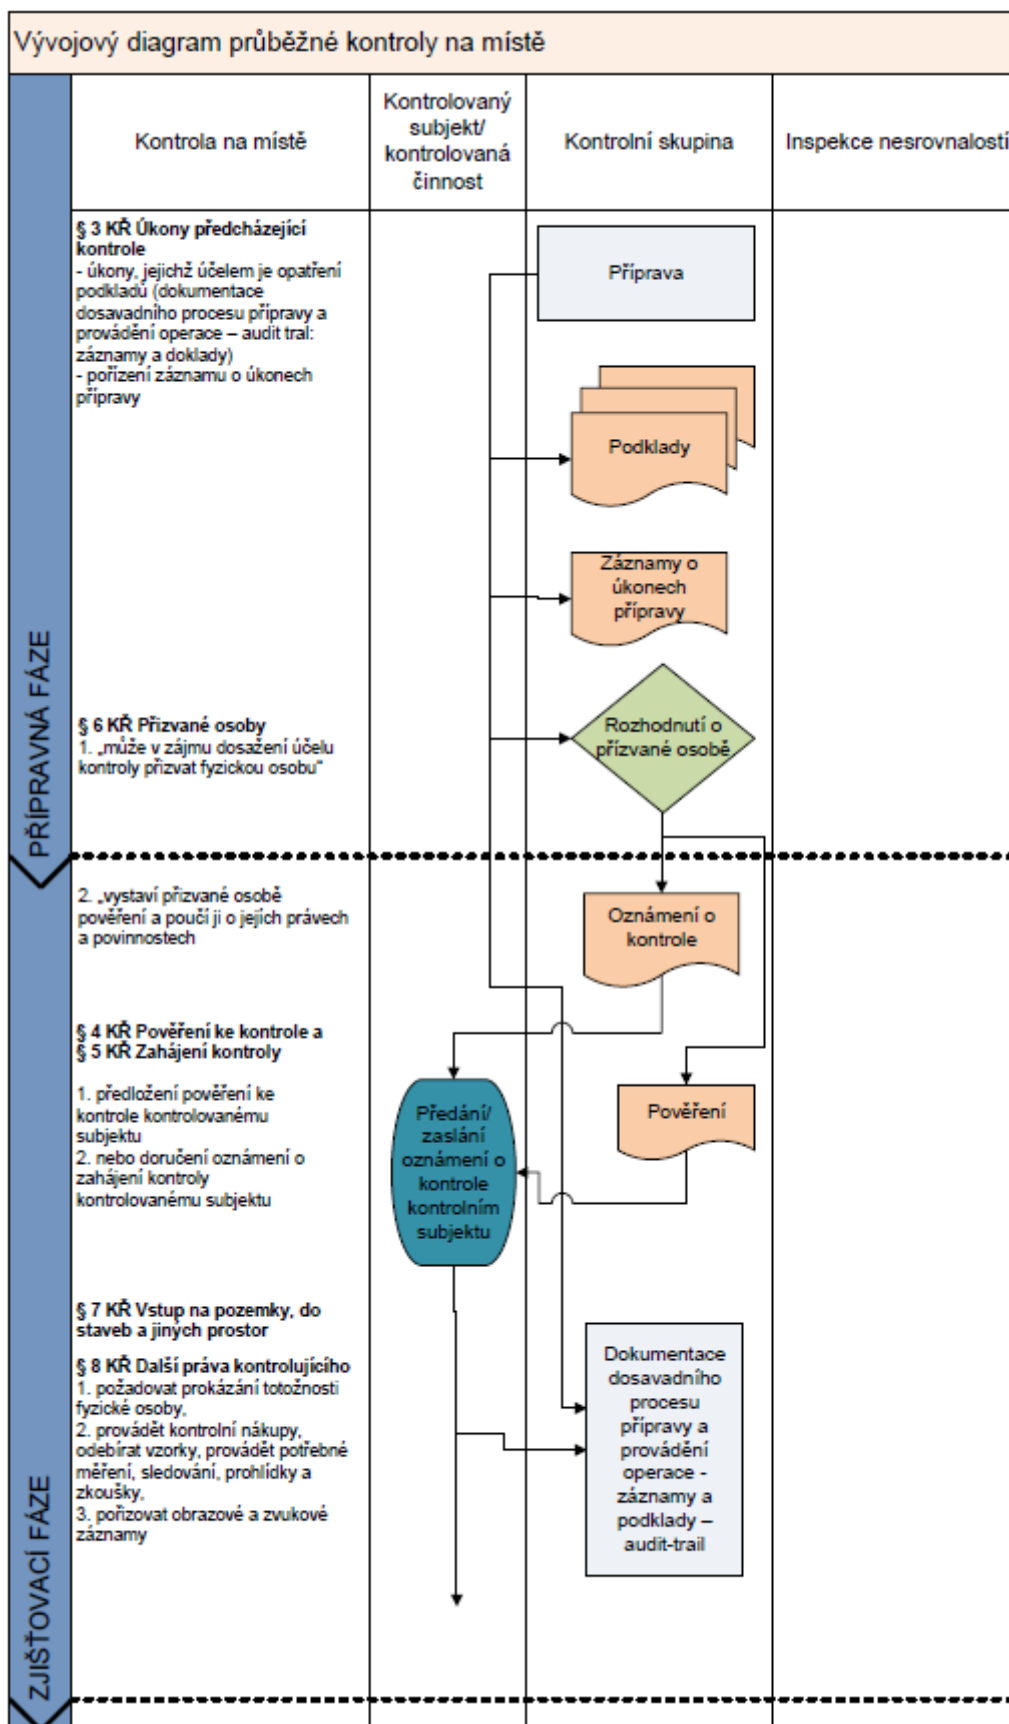 Vývojový diagram průběžné kontroly na místě
Kontrola na místě
Kontrolovaný
subjekt/
kontrolovaná
činnost
Kontrolní skupina
Inspekce nesrovnalostí
PŘÍPRAVNÁ FÁZE
§ 3 KŘ Úkony předcházející
kontrole
- úkony, jejichž účelem je opatření
podkladů (dokumentace
dosavadního procesu přípravy a
provádění operace – audit tral:
záznamy a doklady)
- pořízení záznamu o úkonech
přípravy
Příprava
Podklady
Záznamy o
úkonech
přípravy
§ 6 KŘ Přizvané osoby
1. „může v zájmu dosažení účelu
kontroly přizvat fyzickou osobu“
Rozhodnutí o
přízvané osobě
ZJIŠŤOVACÍ FÁZE
2. „vystaví přizvané osobě
pověření a poučí ji o jejích právech
a povinnostech
Oznámení o
kontrole
§ 4 KŘ Pověření ke kontrole a
§ 5 KŘ Zahájení kontroly
1. předložení pověření ke
kontrole kontrolovanému
subjektu
2. nebo doručení oznámení o
zahájení kontroly
kontrolovanému subjektu
Předání/
zaslání
oznámení o
kontrole
kontrolním
subjektu
Pověření
§ 7 KŘ Vstup na pozemky, do
staveb a jiných prostor
§ 8 KŘ Další práva kontrolujícího
1. požadovat prokázání totožnosti
fyzické osoby,
2. provádět kontrolní nákupy,
odebírat vzorky, provádět potřebné
měření, sledování, prohlídky a
zkoušky,
3. pořizovat obrazové a zvukové
záznamy
Dokumentace
dosavadního
procesu
přípravy a
provádění
operace -
záznamy a
podklady –
audit-trail